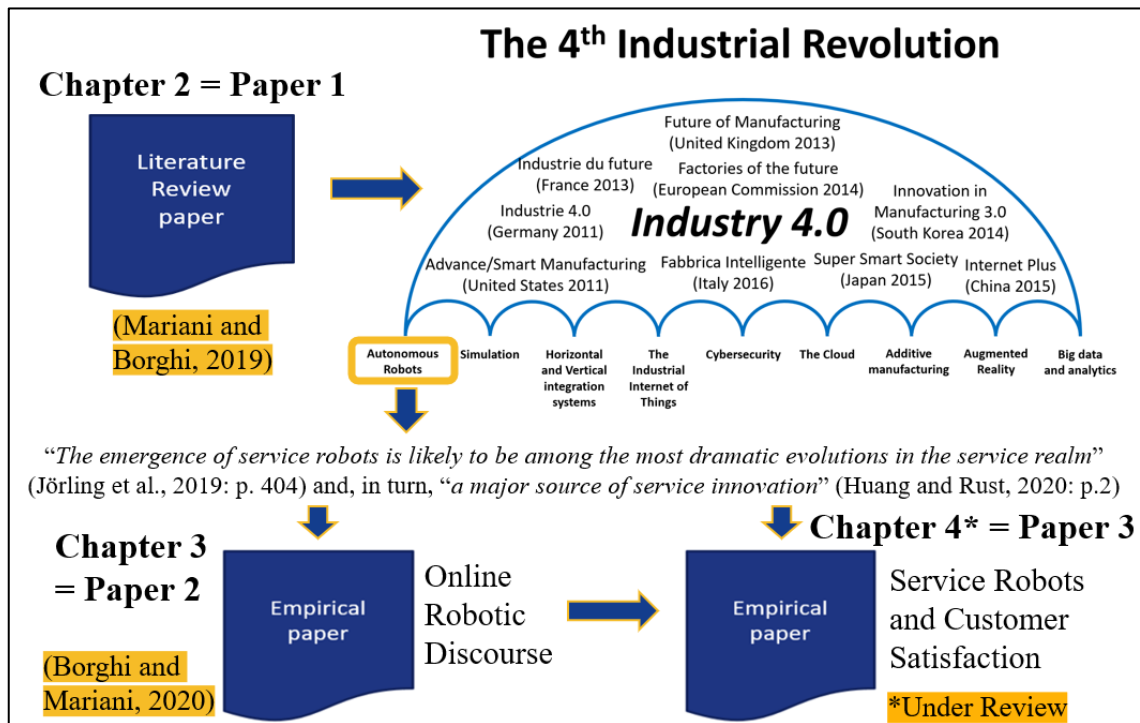 The 4th Industrial Revolution
Chapter 2 = Paper 1
Literature
Review
paper
(Mariani and
Borghi, 2019)
Future of Manufacturing
(United Kingdom 2013)
Industrie du future
(France 2013)
Factories of the future
(European Commission 2014)
Innovation in
Manufacturing 3.0
(South Korea 2014)
Industrie 4.0
(Germany 2011)
Industry 4.0
Advance/Smart Manufacturing
(United States 2011)
Fabbrica Intelligente
(Italy 2016)
Super Smart Society
(Japan 2015)
Internet Plus
(China 2015)
Autonomous
Robots
Simulation
Horizontal
and Vertical
integration
systems
The
Industrial
Internet of
Things
Cybersecurity
The Cloud
Additive
manufacturing
Augmented
Reality
Big data
and analytics
“The emergence of service robots is likely to be among the most dramatic evolutions in the service realm”
(Jörling et al., 2019: p. 404) and, in turn, “a major source of service innovation” (Huang and Rust, 2020: p.2)
Chapter 3
= Paper 2
Empirical
paper
Online
Robotic
Discourse
(Borghi and
Mariani, 2020)
Chapter 4* = Paper 3
Empirical
paper
Service Robots
and Customer
Satisfaction
*Under Review